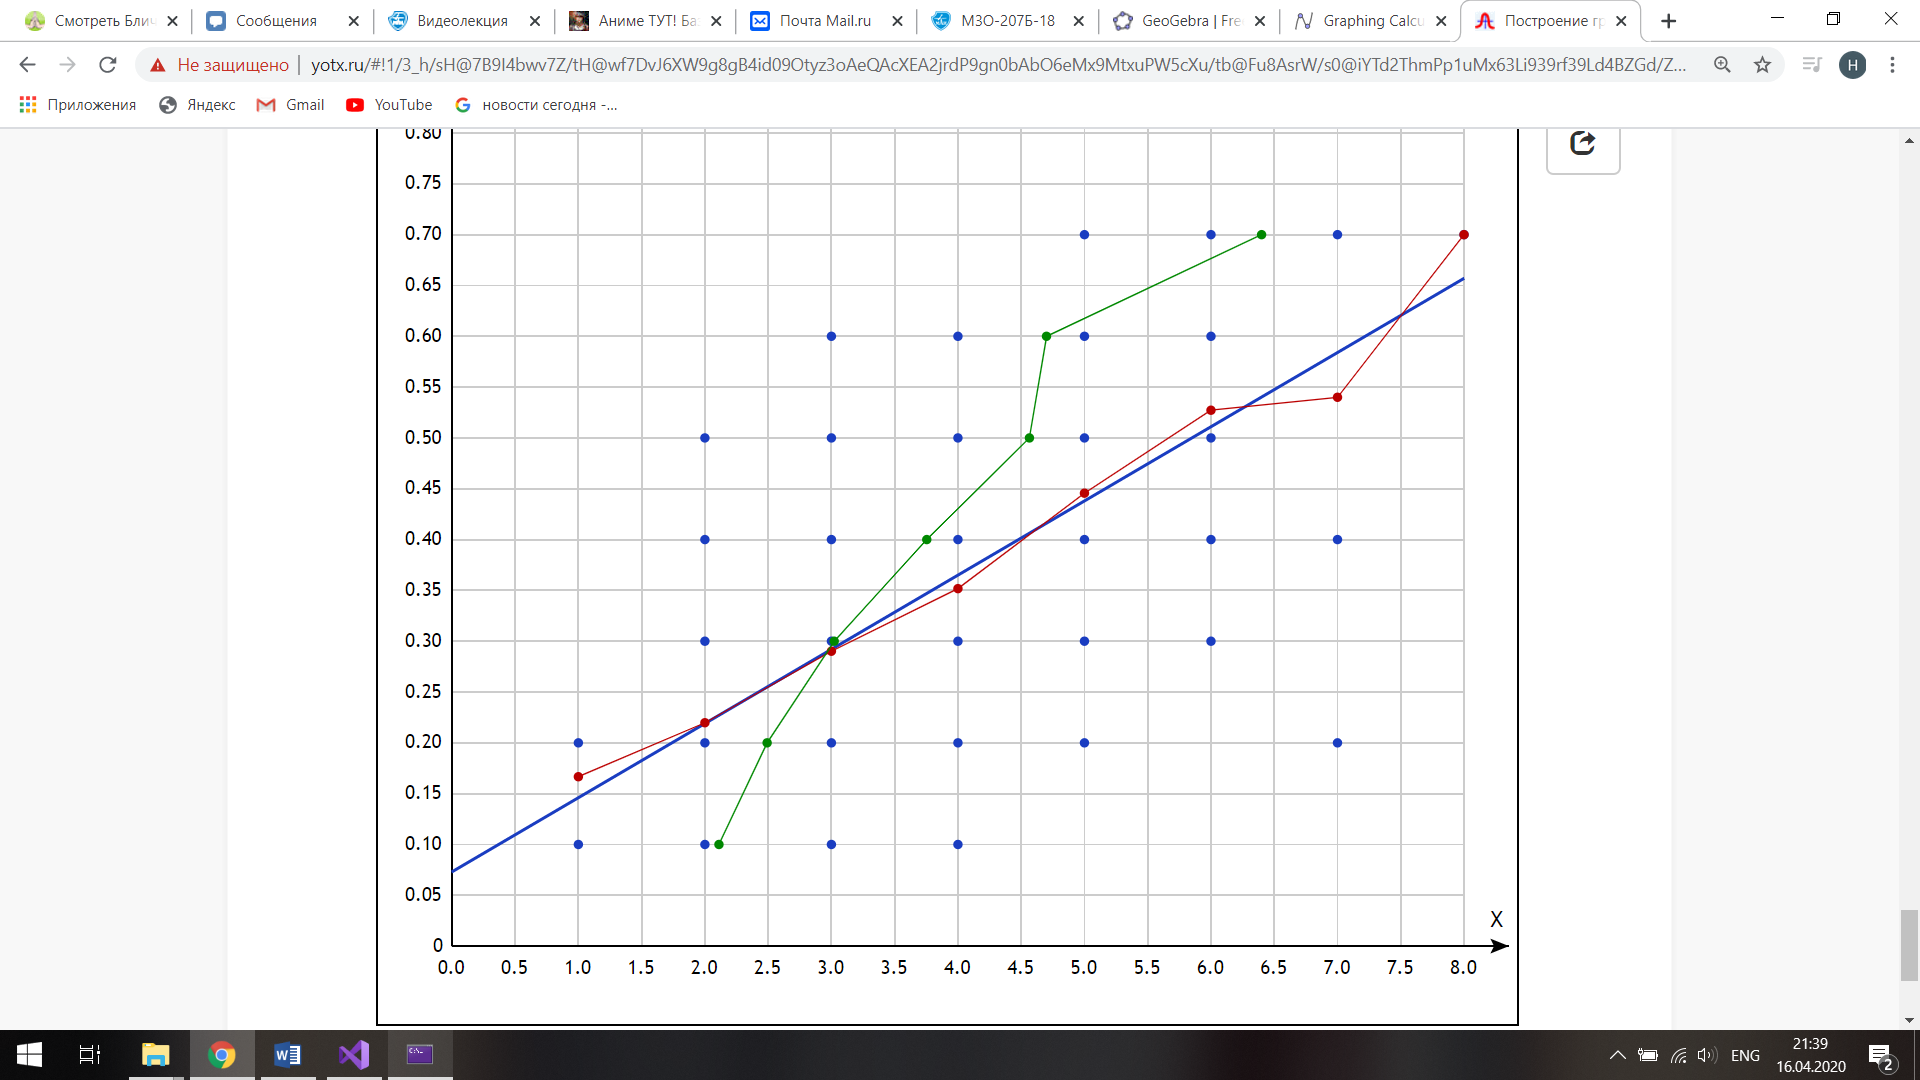 Смотреть Блич
Сообщения
Видеолекция
Аниме ТУТ! Ба
Почта Mail.ru
М3О-207Б-18
GeoGebra | Fre
Graphing Calcu
Построение гр
Не защищено
yotx.ru/#!1/3_h/sH@7B9I4bwv7Z/tH@wf7DvJ6XW9g8gB4id09Otyz3oAeQAcXEA2jrdP9gn0bAbO6eMx9MtxuPW5cXu/tb@Fu8AsrW/s0@iYTd2ThmPp1uMx63Li939rf39Ld4BZGd/Z...
H
Приложения
Яндекс
Gmail
YouTube
новости сегодня -...
0.80
0.75
0.70
0.65
0.60
0.55
0.50
0.45
0.40
0.35
0.30
0.25
0.20
0.15
0.10
0.05
0
X
0.0 0.5 1.0 1.5 2.0 2.5 3.0 3.5 4.0 4.5 5.0 5.5 6.0 6.5 7.0 7.5 8.0
ENG
21:39
16.04.2020
2